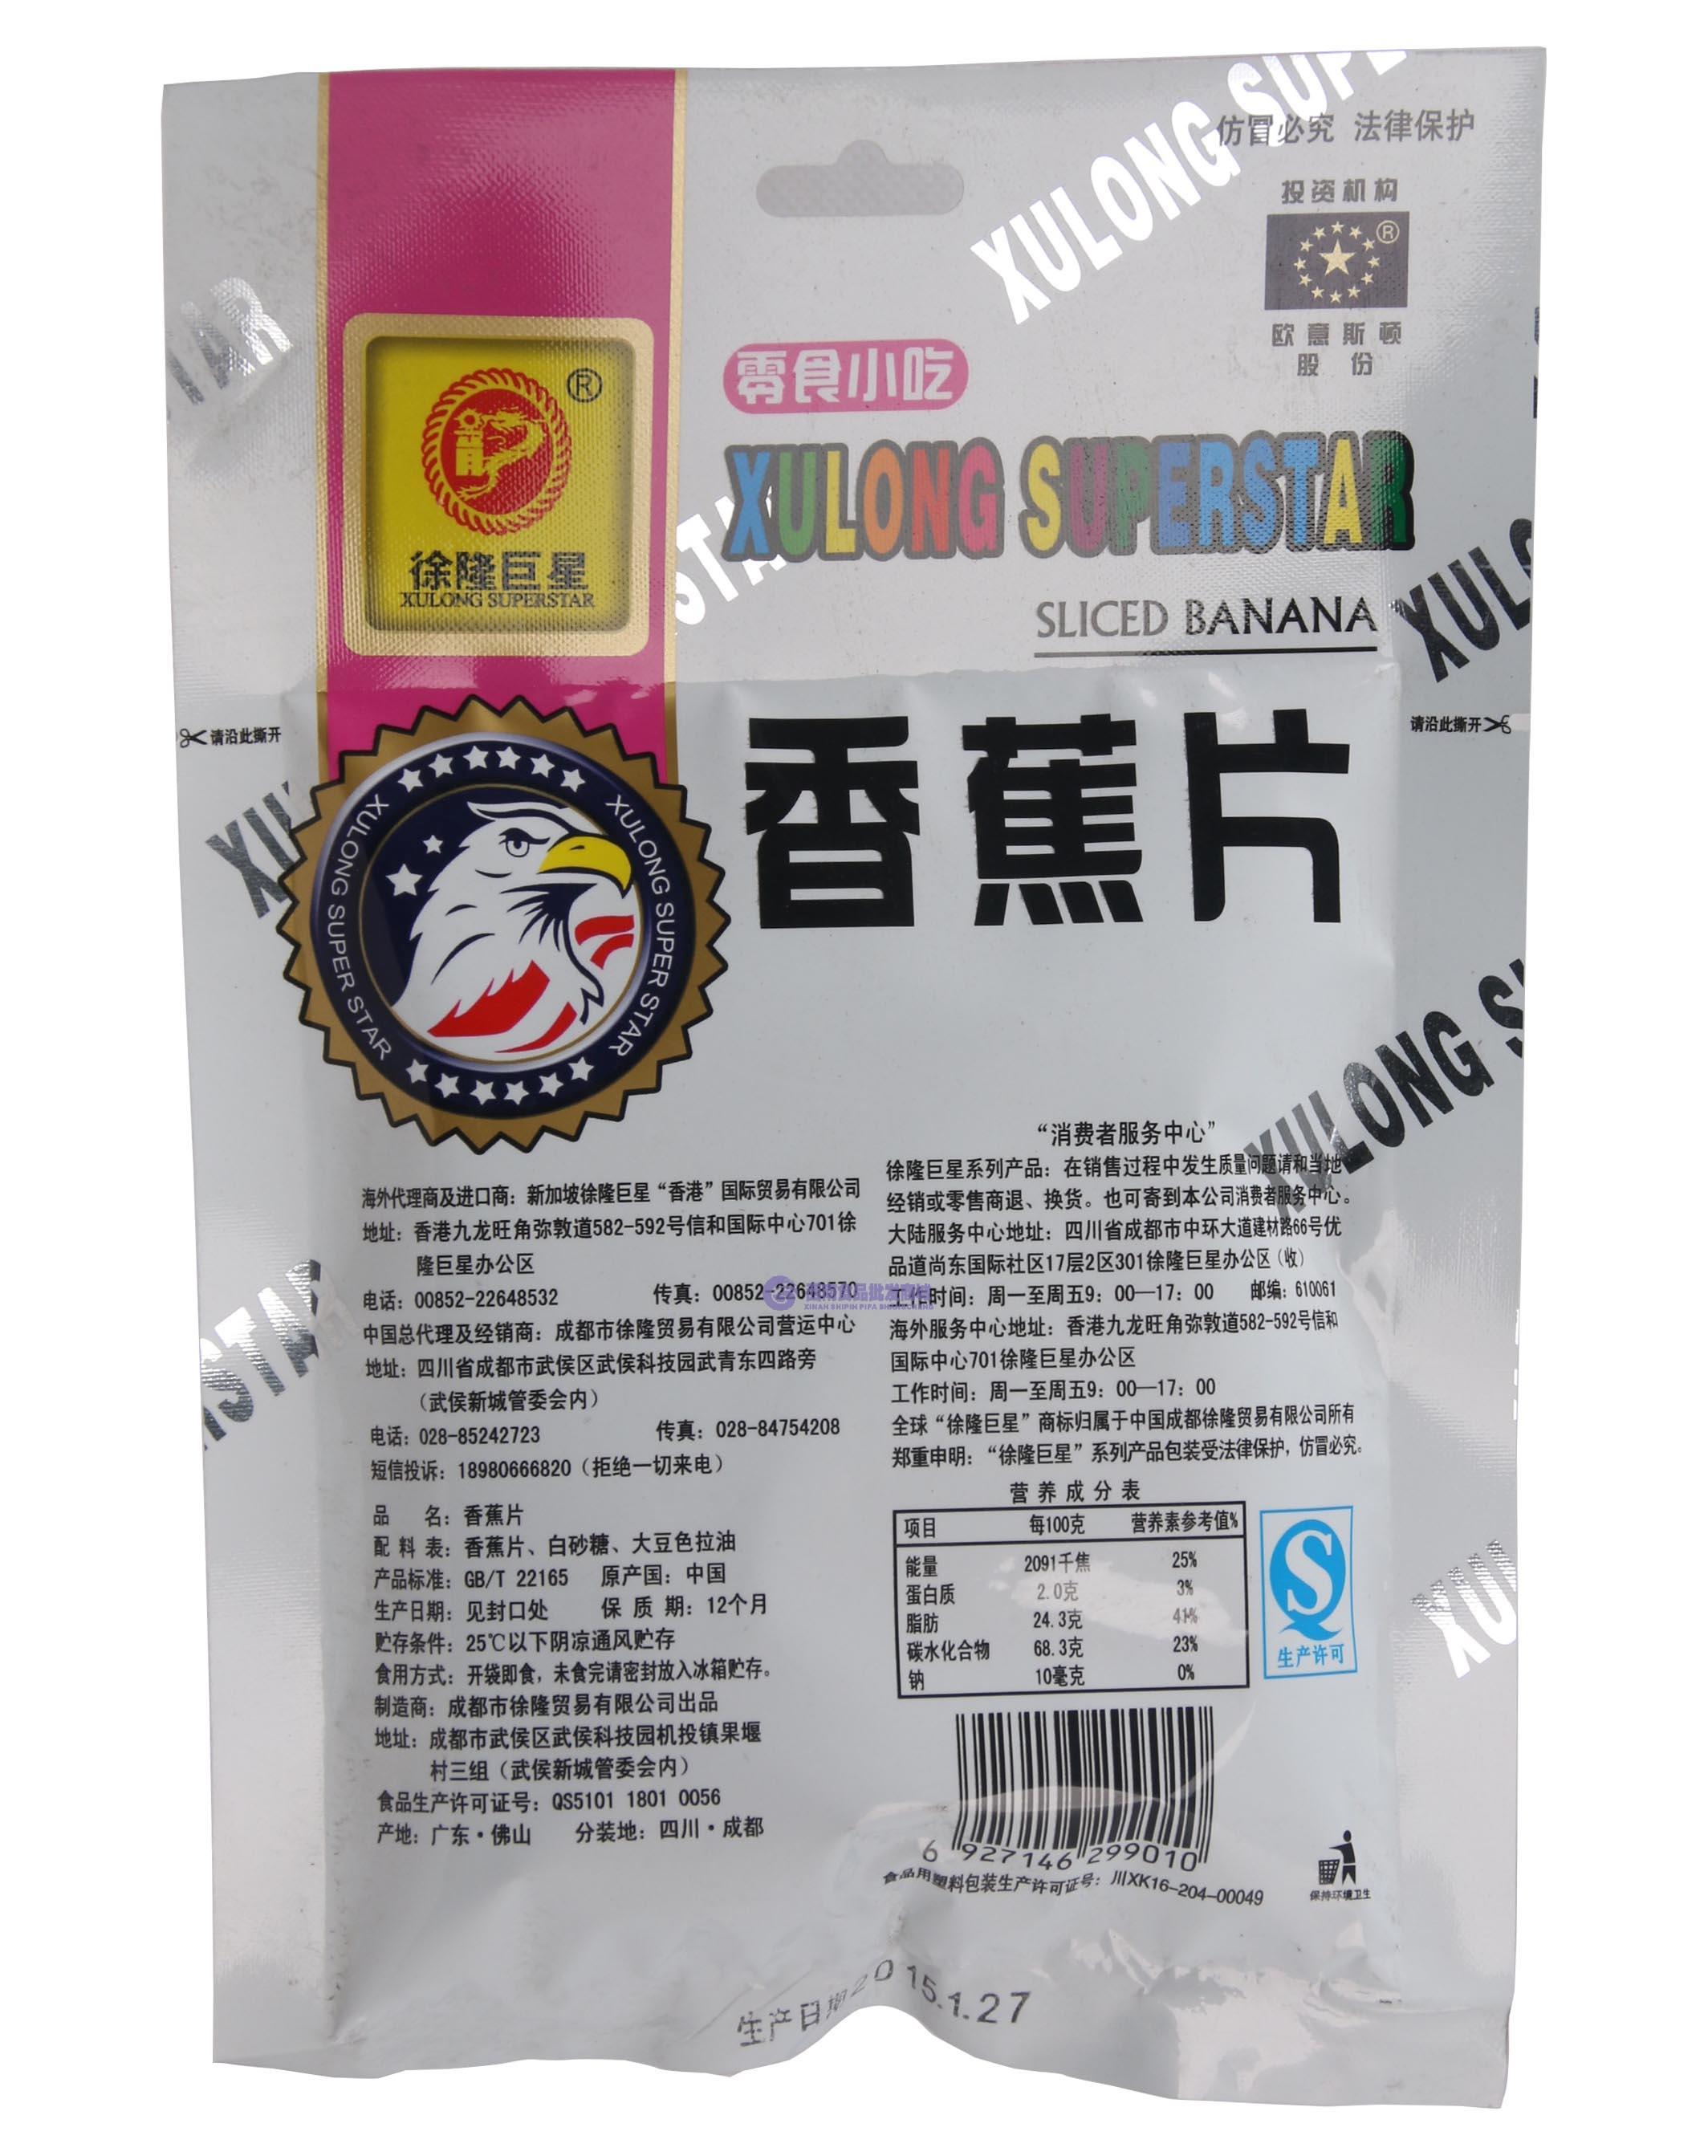 仿冒必究 法律保护
XULONG SUPE
投资机构
®
欧意斯顿
股 份
TAR
®
徐隆巨星
XULONG SUPERSTAR
零食小吃
XULONG SUPERSTAR
STA
SLICED BANANA
XUL
请沿此撕开
请沿此撕开
香蕉片
XU
XULONG SUPER STAR
XULONG SUPER STAR
XULONG S
STAR
XU
海外代理商及进口商：新加坡徐隆巨星“香港”国际贸易有限公司
地址：香港九龙旺角弥敦道582-592号信和国际中心701徐
隆巨星办公区
电话：00852-22648532 传真：00852-22648570
中国总代理及经销商：成都市徐隆贸易有限公司营运中心
地址：四川省成都市武侯区武侯科技园武青东四路旁
（武侯新城管委会内）
电话：028-85242723 传真：028-84754208
短信投诉：18980666820（拒绝一切来电）
品 名：香蕉片
配 料 表：香蕉片、白砂糖、大豆色拉油
产品标准：GB/T 22165 原产国：中国
生产日期：见封口处 保 质 期：12个月
贮存条件：25℃以下阴凉通风贮存
食用方式：开袋即食，未食完请密封放入冰箱贮存。
制造商：成都市徐隆贸易有限公司出品
地址：成都市武侯区武侯科技园机投镇果堰
村三组（武侯新城管委会内）
食品生产许可证号：QS5101 1801 0056
产地：广东·佛山 分装地：四川·成都
“消费者服务中心”
徐隆巨星系列产品：在销售过程中发生质量问题请和当地
经销或零售商退、换货。也可寄到本公司消费者服务中心。
大陆服务中心地址：四川省成都市中环大道建材路66号优
品道尚东国际社区17层2区301徐隆巨星办公区（收）
工作时间：周一至周五9：00—17：00 邮编：610061
海外服务中心地址：香港九龙旺角弥敦道582-592号信和
国际中心701徐隆巨星办公区
工作时间：周一至周五9：00—17：00
全球“徐隆巨星”商标归属于中国成都徐隆贸易有限公司所有
郑重申明：“徐隆巨星”系列产品包装受法律保护，仿冒必究。
营养成分表
项目 每100克 营养素参考值%
能量 2091千焦 25%
蛋白质 2.0克 3%
脂肪 24.3克 41%
碳水化合物 68.3克 23%
钠 10毫克 0%
生产许可
6 927146 299010
食品用塑料包装生产许可证号：川XK16-204-00049
保持环境卫生
生产日期2015.1.27